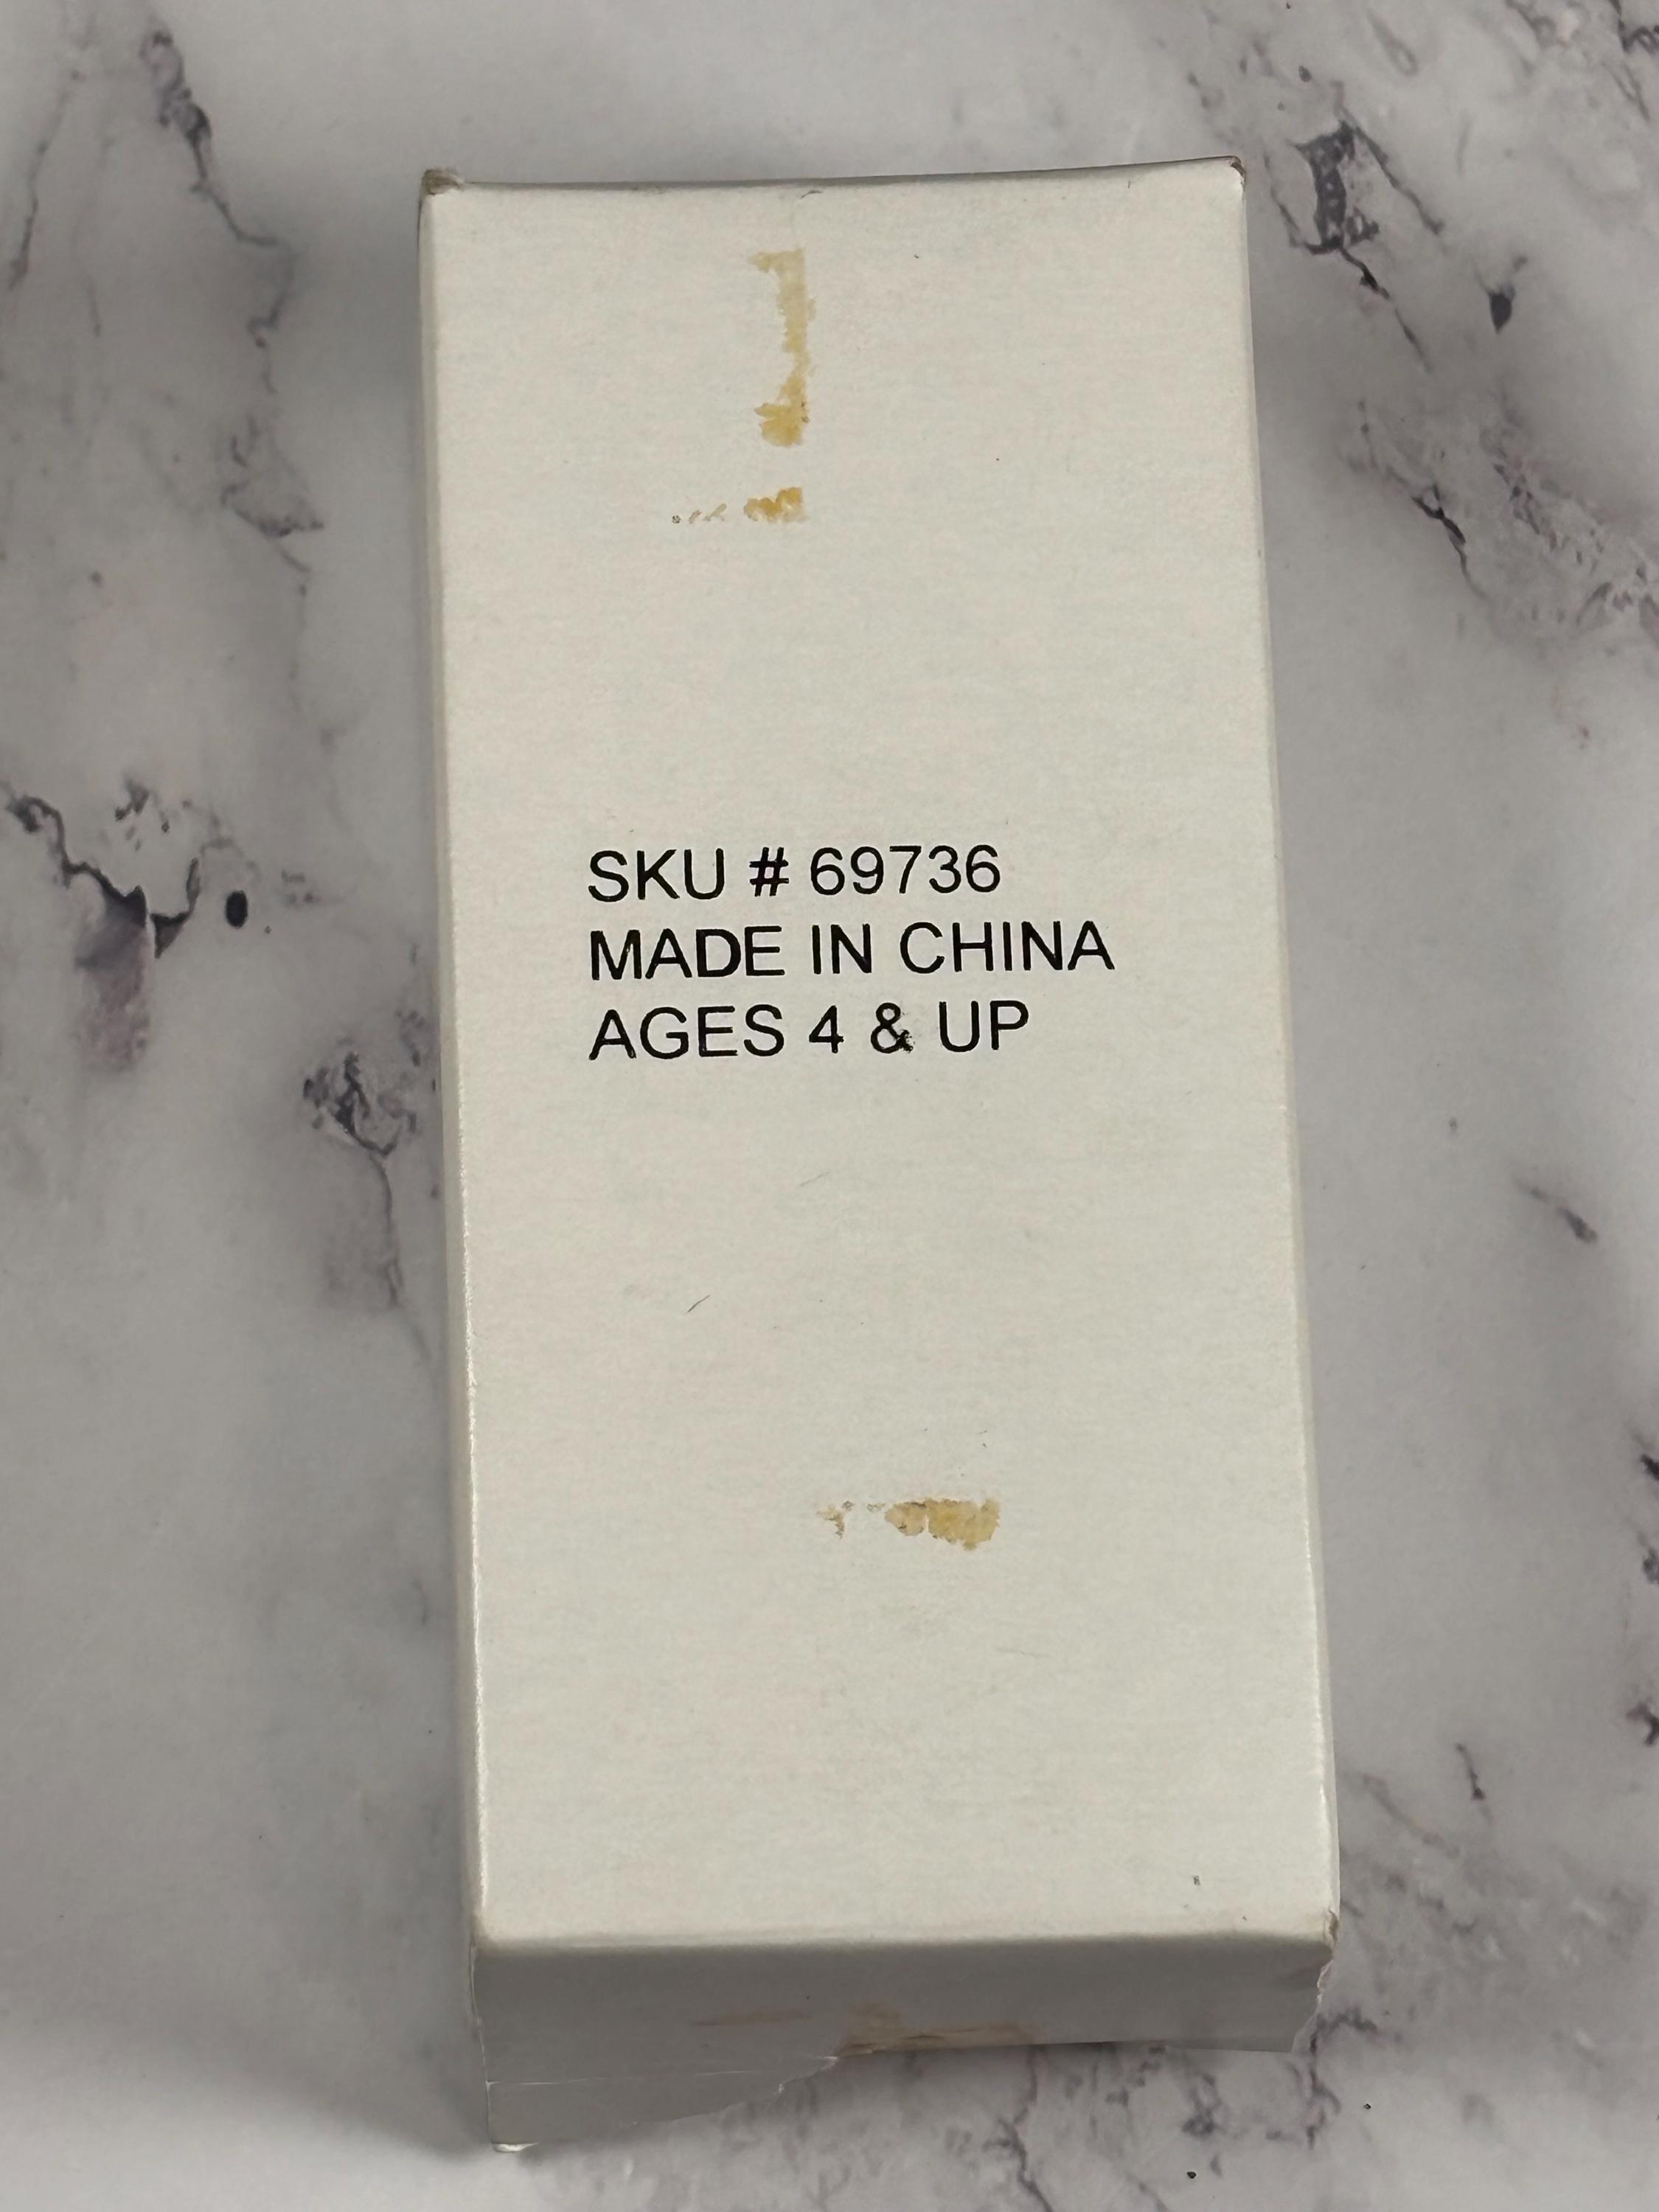 SKU # 69736
MADE IN CHINA
AGES 4 & UP